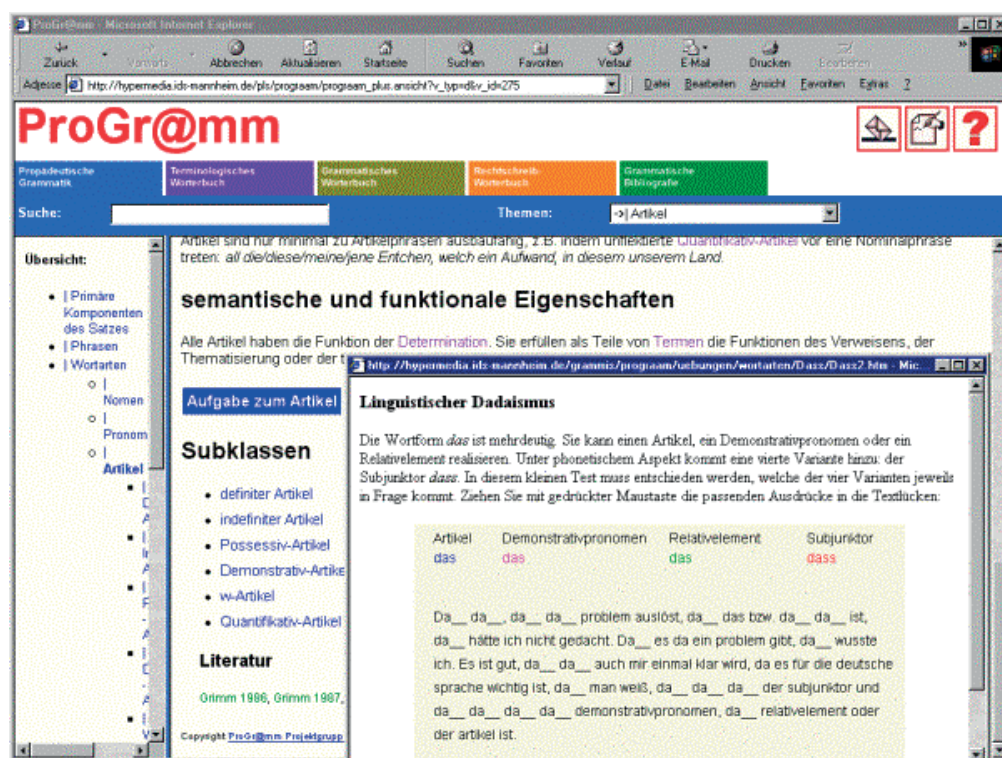 ProGr@mm - Microsoft Internet Explorer
Zurück Vorwärts Abbrechen Aktualisieren Startseite Suchen Favoriten Verlauf E-Mail Drucken Bearbeiten »
Adresse http://hypermedia.ids-mannheim.de/pls/prograam/prograam_plus.ansicht?v_typ=d&v_id=275 Datei Bearbeiten Ansicht Favoriten Extras ?
ProGr@mm ?
Propädeutische Grammatik
Terminologisches Wörterbuch
Grammatisches Wörterbuch
Rechtschreib-Wörterbuch
Grammatische Bibliografie
Suche: Themen: ->| Artikel
Übersicht:
| Primäre
Komponenten
des Satzes
| Phrasen
| Wortarten
|
Nomen
|
Pronom
|
Artikel
Artikel sind nur minimal zu Artikelphrasen ausbaufähig, z.B. indem unflektierte Quantifikativ-Artikel vor eine Nominalphrase
treten: all die/diese/meine/jene Entchen, welch ein Aufwand, in diesem unserem Land.
semantische und funktionale Eigenschaften
Alle Artikel haben die Funktion der Determination. Sie erfüllen als Teile von Termen die Funktionen des Verweisens, der
Thematisierung oder der t
Aufgabe zum Artikel
Subklassen
definiter Artikel
indefiniter Artikel
Possessiv-Artikel
Demonstrativ-Artike
w-Artikel
Quantifikativ-Artikel
Literatur
Grimm 1986, Grimm 1987,
Copyright ProGr@mm Projektgrupp
http://hypermedia.ids-mannheim.de/grammis/prograam/uebungen/wortarten/Dass/Dass2.htm - Mic...
Linguistischer Dadaismus
Die Wortform das ist mehrdeutig. Sie kann einen Artikel, ein Demonstrativpronomen oder ein
Relativelement realisieren. Unter phonetischem Aspekt kommt eine vierte Variante hinzu: der
Subjunktor dass. In diesem kleinen Test muss entschieden werden, welche der vier Varianten jeweils
in Frage kommt. Ziehen Sie mit gedrückter Maustaste die passenden Ausdrücke in die Textlücken:
Artikel Demonstrativpronomen Relativelement Subjunktor
das das das dass
Da__ da__, da__ da__ problem auslöst, da__ das bzw. da__ da__ ist,
da__ hätte ich nicht gedacht. Da__ es da ein problem gibt, da__ wusste
ich. Es ist gut, da__ da__ auch mir einmal klar wird, da es für die deutsche
sprache wichtig ist, da__ man weiß, da__ da__ da__ der subjunktor und
da__ da__ da__ da__ demonstrativpronomen, da__ relativelement oder
der artikel ist.